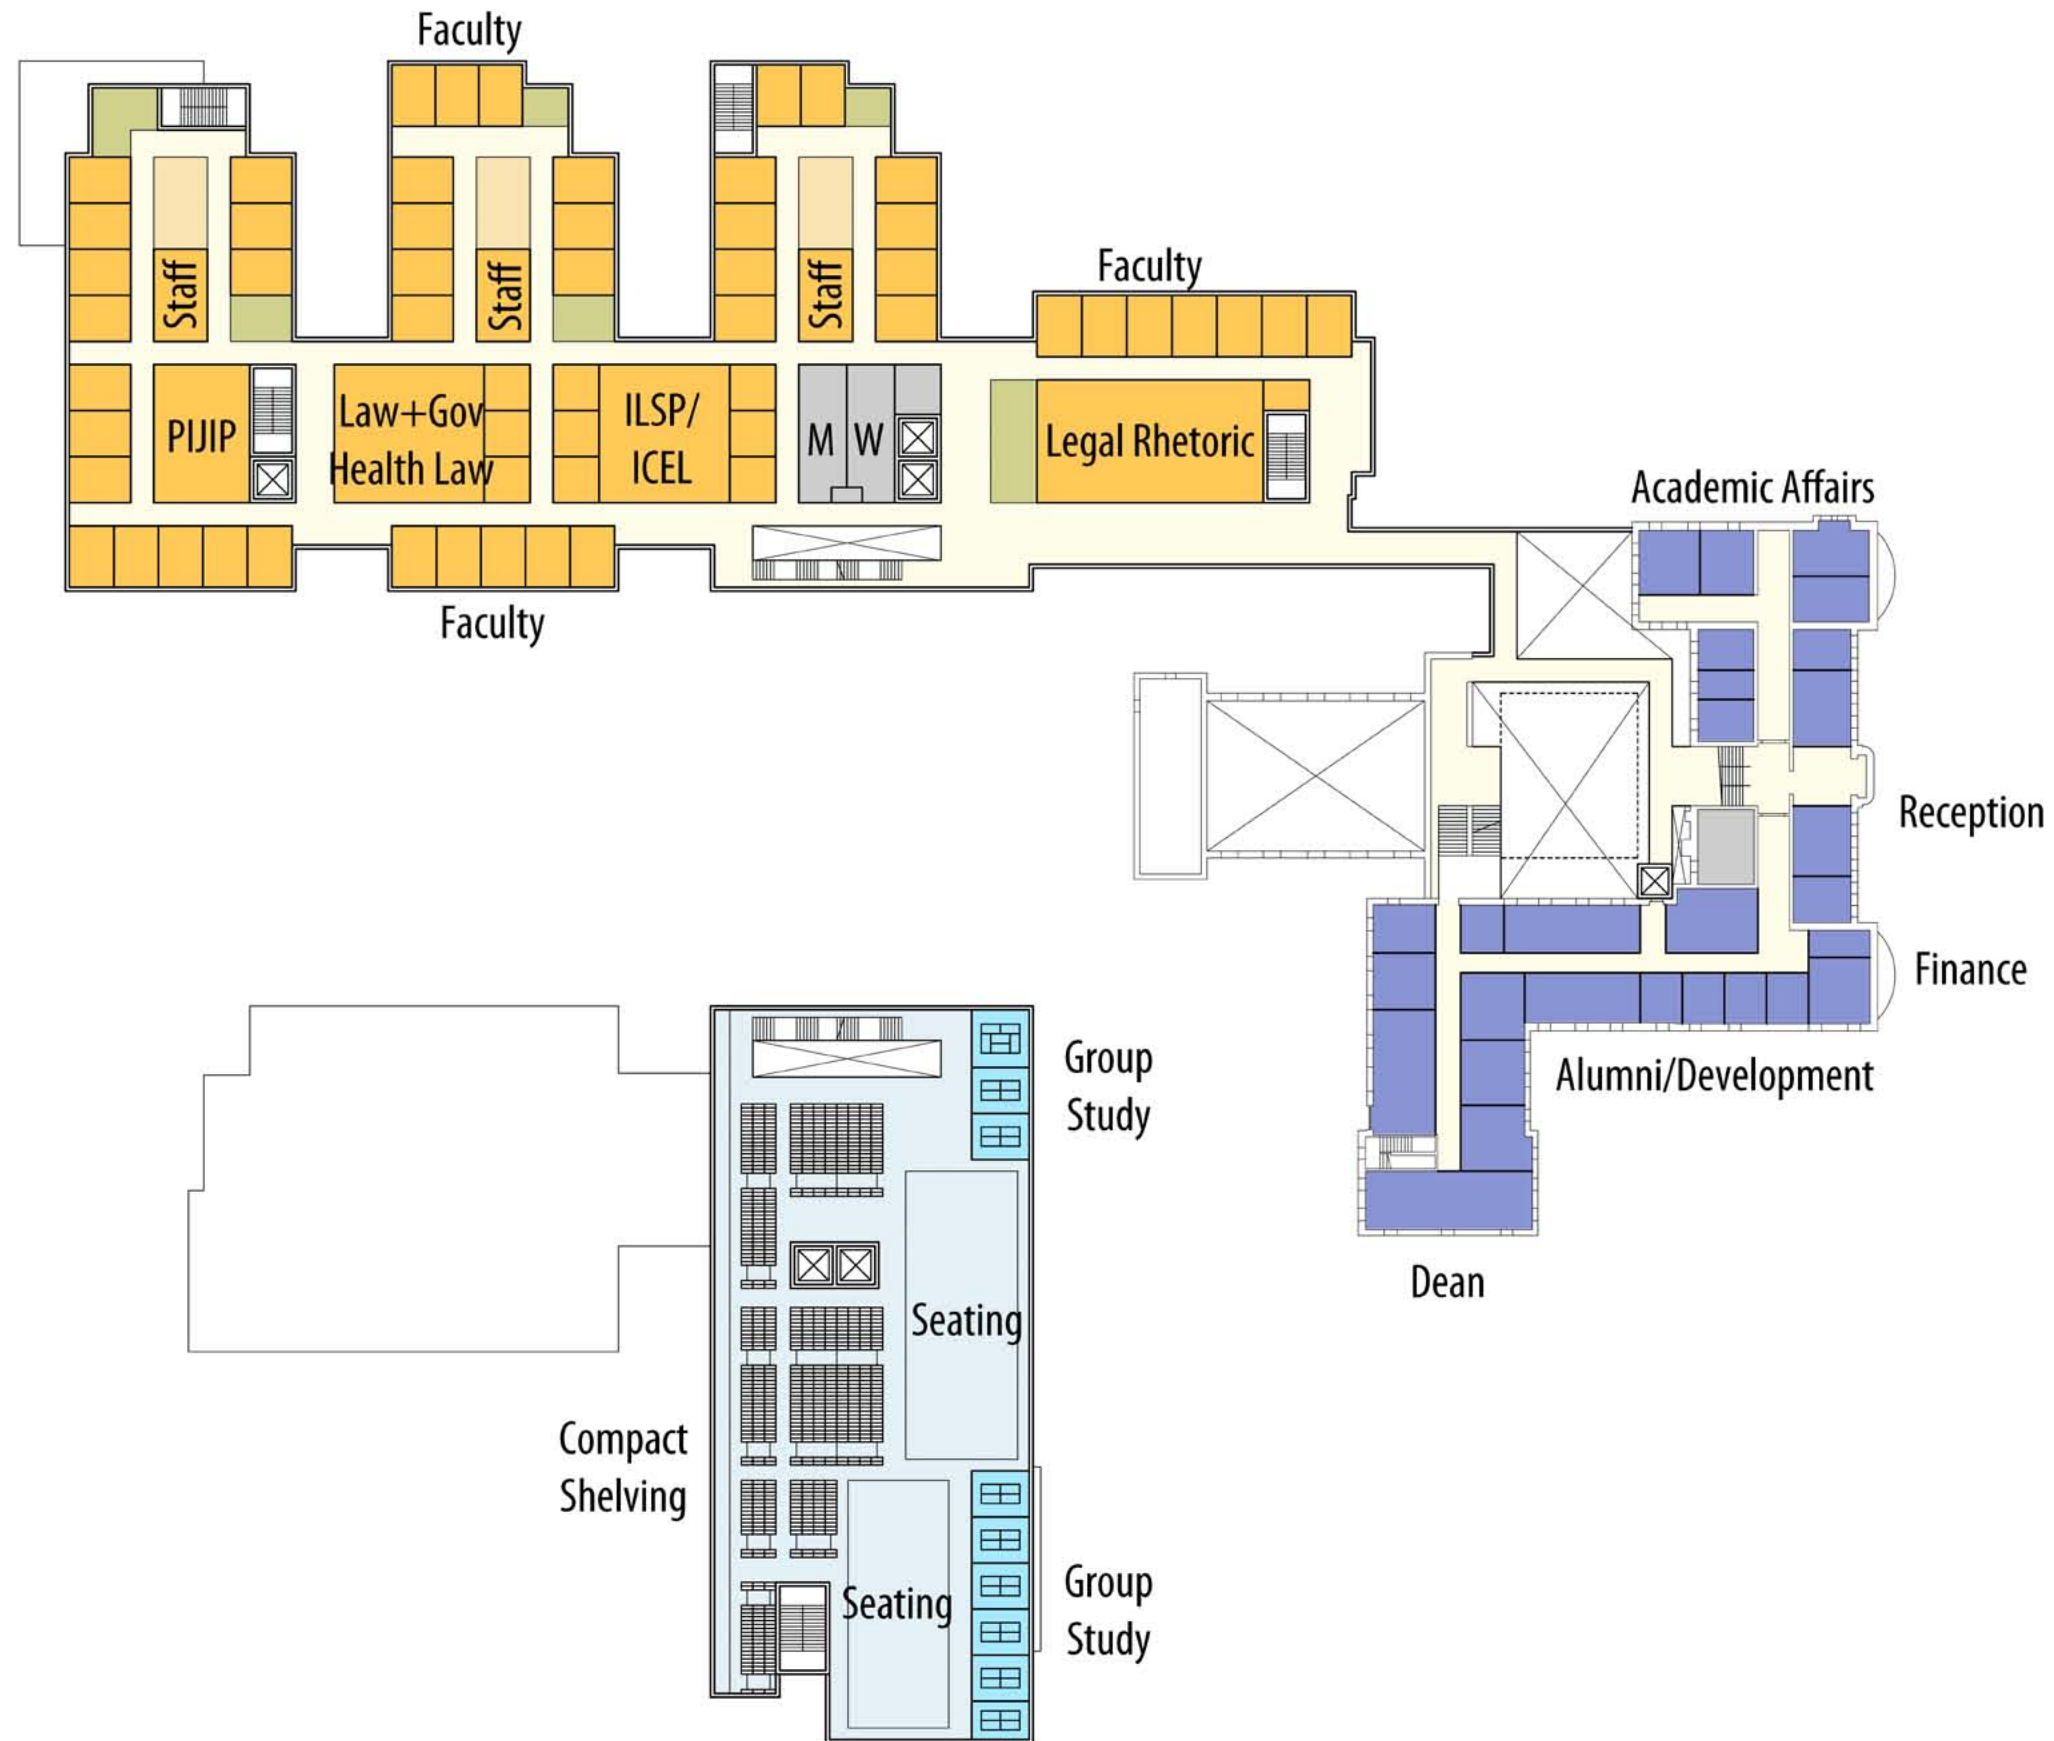 Faculty
Faculty
Staff
Staff
Staff
PIJIP
Law+Gov
Health Law
ILSP/
ICEL
M W
Legal Rhetoric
Faculty
Academic Affairs
Reception
Finance
Alumni/Development
Dean
Group
Study
Seating
Compact
Shelving
Seating
Group
Study